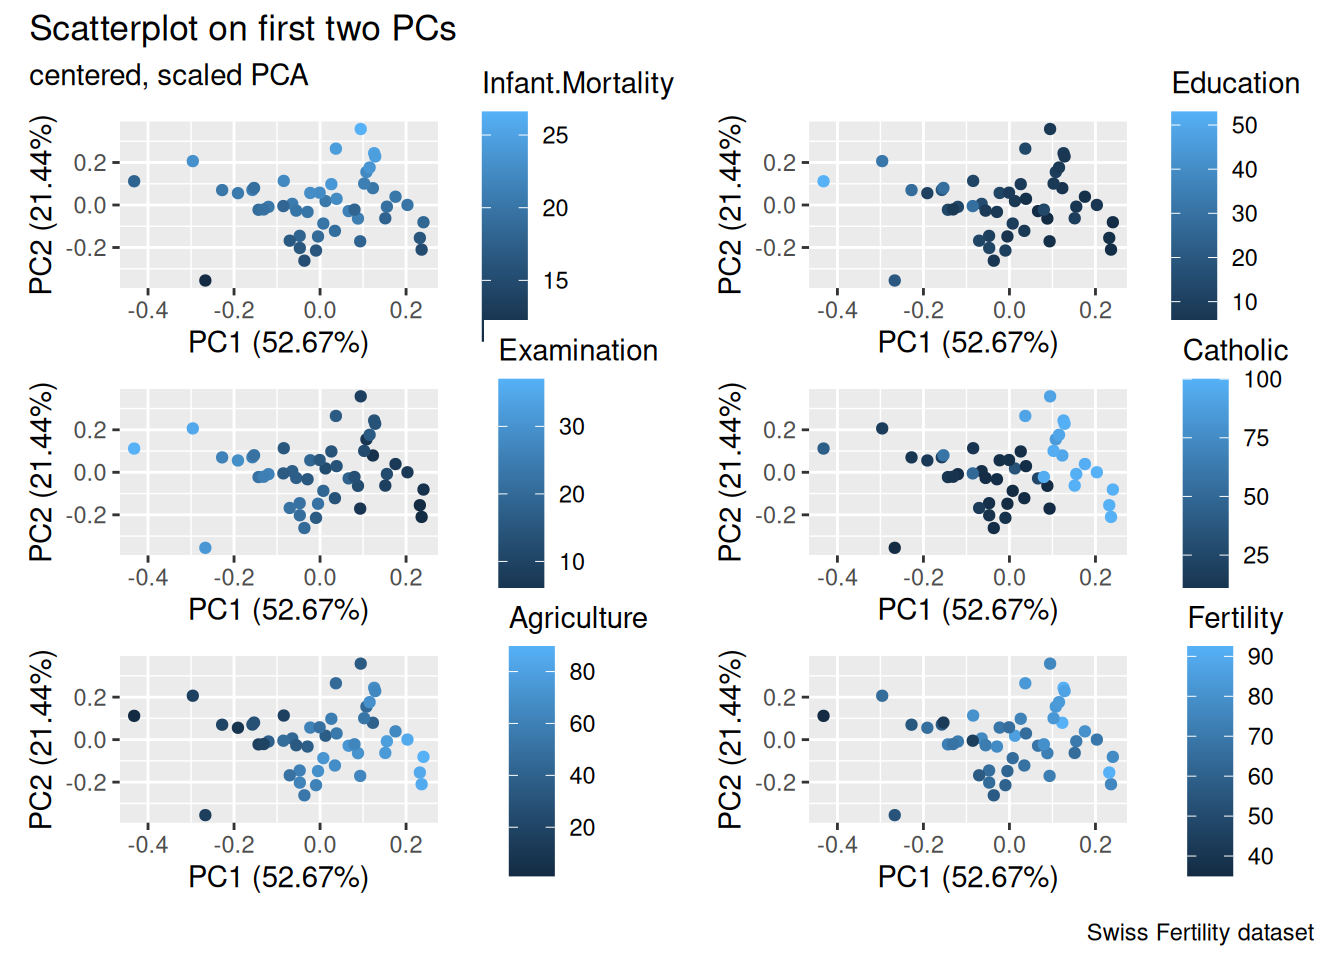 Scatterplot on first two PCs
centered, scaled PCA
Infant.Mortality
25
20
15
PC2 (21.44%)
0.2
0.0
-0.2
-0.4 -0.2 0.0 0.2
PC1 (52.67%)
Education
50
40
30
20
10
PC2 (21.44%)
0.2
0.0
-0.2
-0.4 -0.2 0.0 0.2
PC1 (52.67%)
Examination
30
20
10
PC2 (21.44%)
0.2
0.0
-0.2
-0.4 -0.2 0.0 0.2
PC1 (52.67%)
Catholic
100
75
50
25
PC2 (21.44%)
0.2
0.0
-0.2
-0.4 -0.2 0.0 0.2
PC1 (52.67%)
Agriculture
80
60
40
20
PC2 (21.44%)
0.2
0.0
-0.2
-0.4 -0.2 0.0 0.2
PC1 (52.67%)
Fertility
90
80
70
60
50
40
PC2 (21.44%)
0.2
0.0
-0.2
-0.4 -0.2 0.0 0.2
PC1 (52.67%)
Swiss Fertility dataset